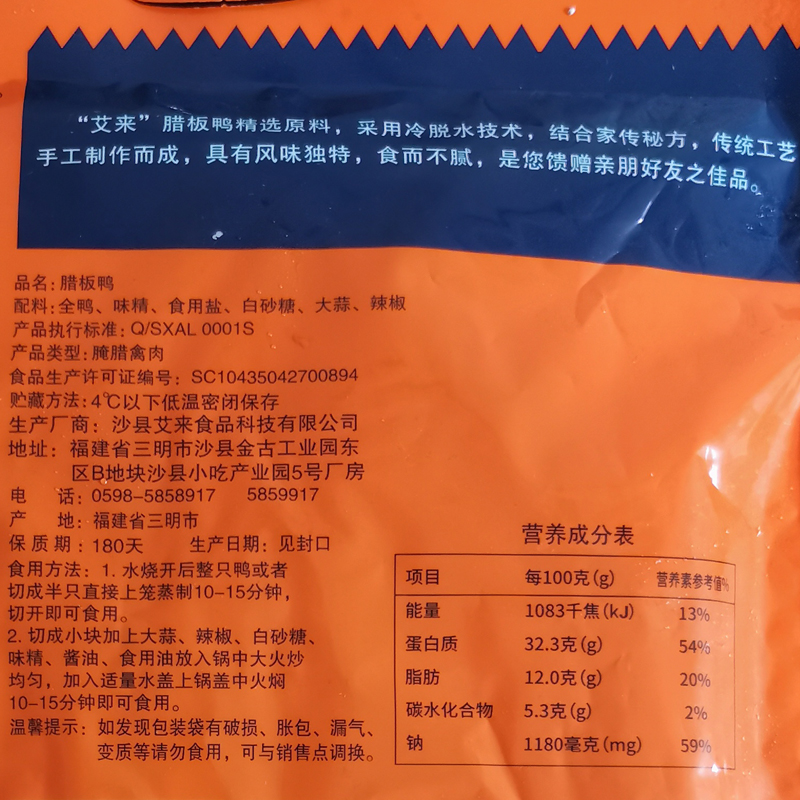 “艾来”腊板鸭精选原料，采用冷脱水技术，结合家传秘方，传统工艺
手工制作而成，具有风味独特，食而不腻，是您馈赠亲朋好友之佳品。
品名：腊板鸭
配料：全鸭、味精、食用盐、白砂糖、大蒜、辣椒
产品执行标准：Q/SXAL 0001S
产品类型：腌腊禽肉
食品生产许可证编号：SC10435042700894
贮藏方法：4℃以下低温密闭保存
生产厂商：沙县艾来食品科技有限公司
地址：福建省三明市沙县金古工业园东
区B地块沙县小吃产业园5号厂房
电 话：0598-5858917 5859917
产 地：福建省三明市
保质期：180天 生产日期：见封口
食用方法：1. 水烧开后整只鸭或者
切成半只直接上笼蒸制10-15分钟，
切开即可食用。
2. 切成小块加上大蒜、辣椒、白砂糖、
味精、酱油、食用油放入锅中大火炒
均匀，加入适量水盖上锅盖中火焖
10-15分钟即可食用。
温馨提示：如发现包装袋有破损、胀包、漏气、
变质等请勿食用，可与销售点调换。
营养成分表
项目 每100克(g) 营养素参考值%
能量 1083千焦(kJ) 13%
蛋白质 32.3克(g) 54%
脂肪 12.0克(g) 20%
碳水化合物 5.3克(g) 2%
钠 1180毫克(mg) 59%